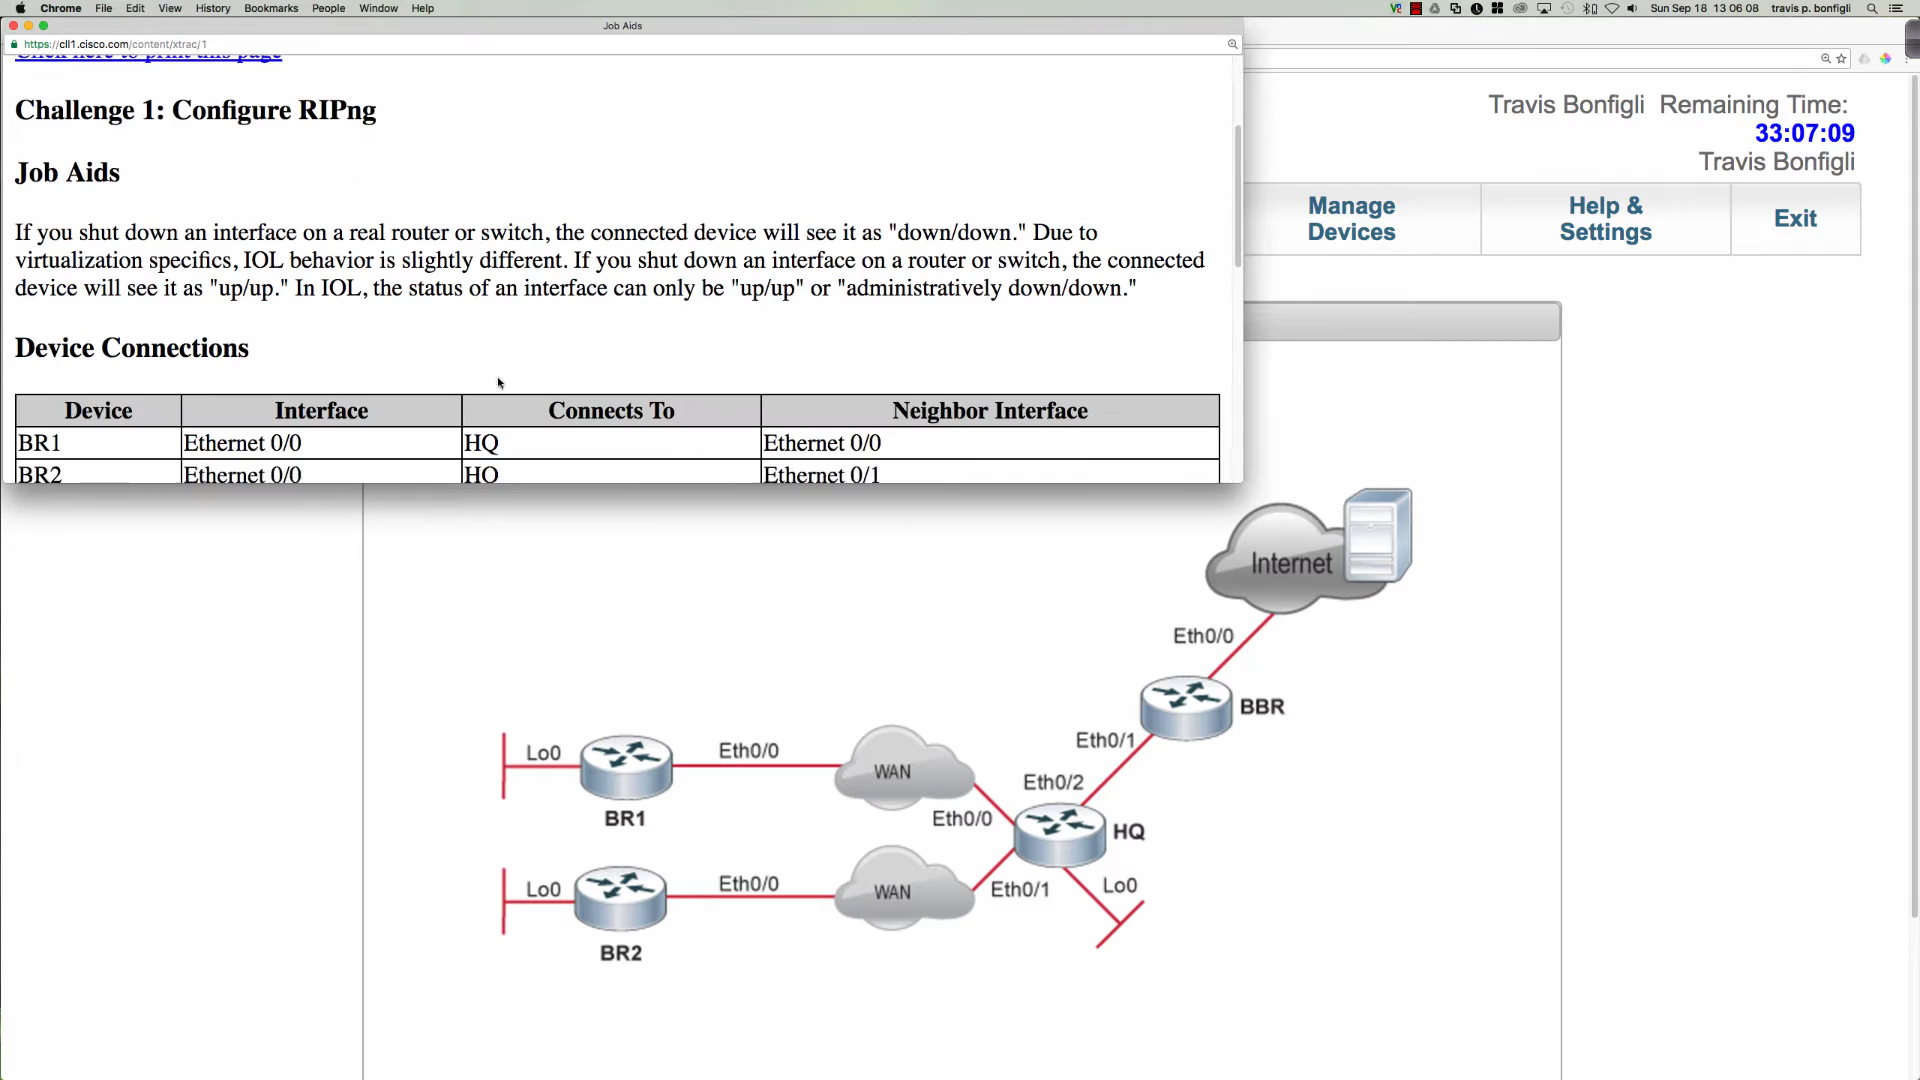 Chrome File Edit View History Bookmarks People Window Help
Sun Sep 18 13 06 08 travis p. bonfigli
Job Aids
https://cll1.cisco.com/content/xtrac/1
Click here to print this page
Challenge 1: Configure RIPng
Job Aids
If you shut down an interface on a real router or switch, the connected device will see it as "down/down." Due to
virtualization specifics, IOL behavior is slightly different. If you shut down an interface on a router or switch, the connected
device will see it as "up/up." In IOL, the status of an interface can only be "up/up" or "administratively down/down."
Device Connections
Device Interface Connects To Neighbor Interface
BR1 Ethernet 0/0 HQ Ethernet 0/0
BR2 Ethernet 0/0 HQ Ethernet 0/1
Travis Bonfigli Remaining Time:
33:07:09
Travis Bonfigli
Manage
Devices
Help &
Settings
Exit
Internet
Eth0/0
BBR
Eth0/1
Eth0/2
Lo0
Eth0/0
WAN
Eth0/0
BR1
HQ
Lo0
Eth0/0
WAN
Eth0/1
Lo0
BR2